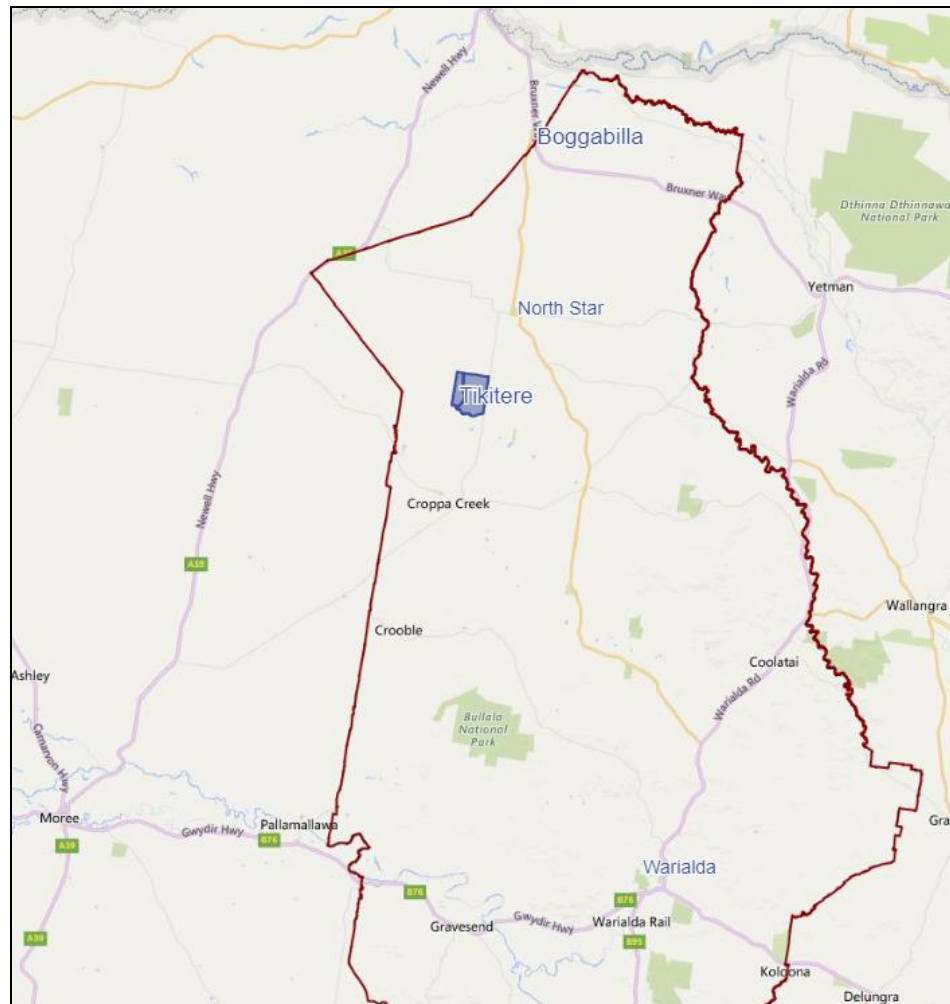 Newell Hwy
Bruxner W
Boggabilla
Bruxner Way
Dthinna Dthinnawa
National Park
A39
Yetman
North Star
Warialda Rd
Tikitere
Newell Hwy
Croppa Creek
A39
Wallangra
Crooble
Coolatai
Ashley
Warialda Rd
Bullala
National
Park
Carnarvon Hwy
Moree
Gwydir Hwy
Pallamallawa
Gra
A39
B76
Warialda
B76
B76
Gravesend
Gwydir Hwy
Warialda Rail
B95
Koloona
Delungra
A39